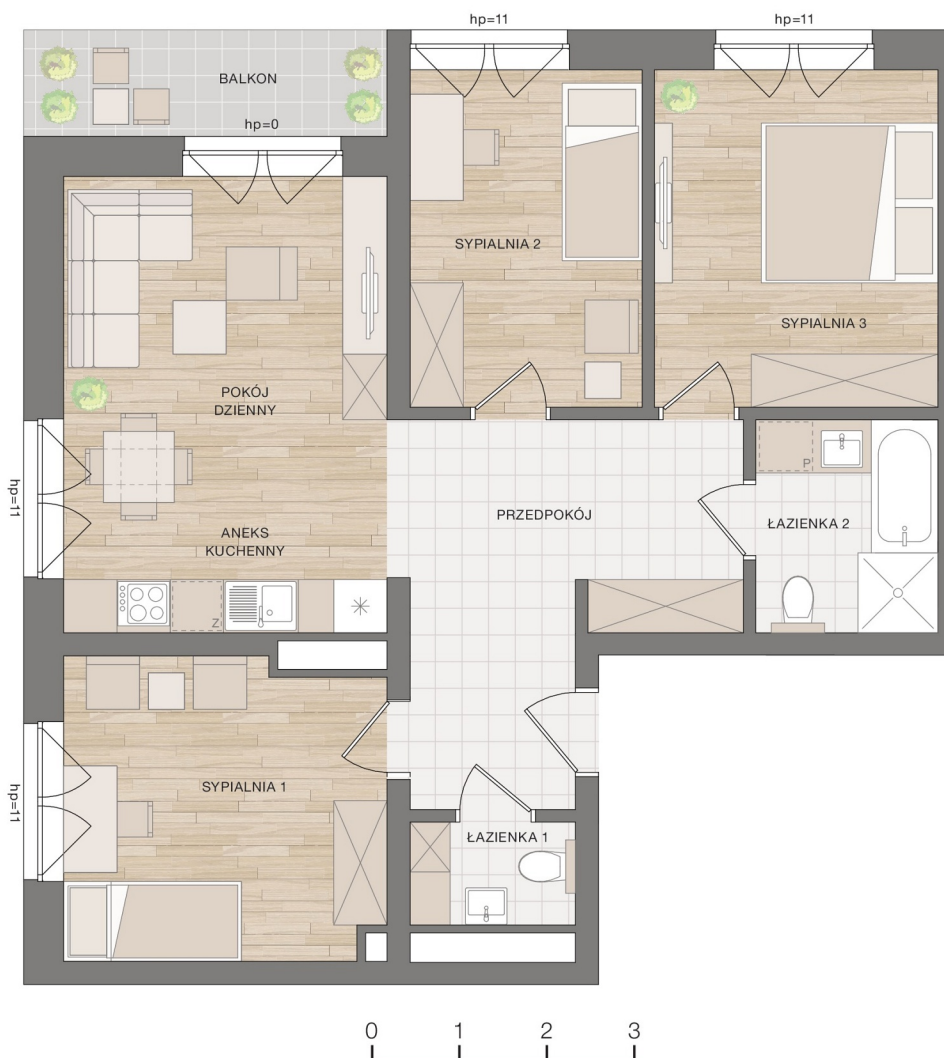 hp=11
hp=11
BALKON
hp=0
SYPIALNIA 2
SYPIALNIA 3
POKÓJ
DZIENNY
hp=11
ANEKS
KUCHENNY
PRZEDPOKÓJ
P
ŁAZIENKA 2
Z
SYPIALNIA 1
hp=11
ŁAZIENKA 1
0 1 2 3